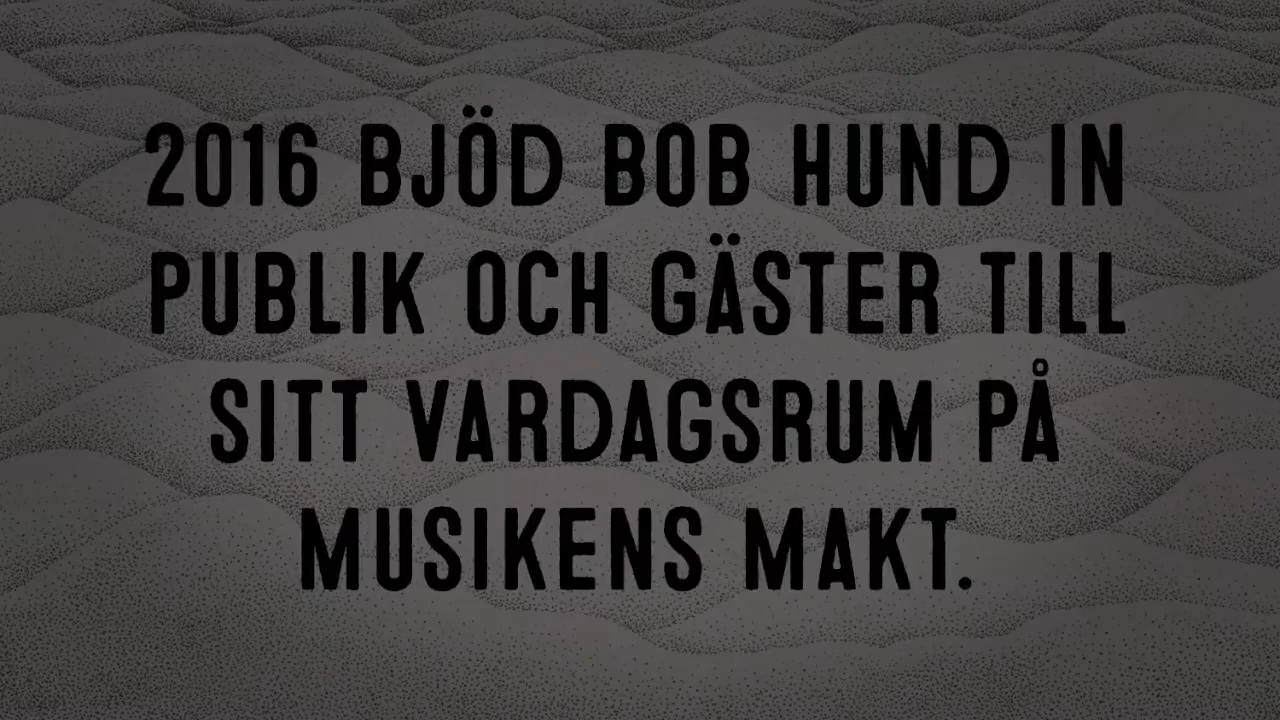 2016 BJÖD BOB HUND IN
PUBLIK OCH GÄSTER TILL
SITT VARDAGSRUM PÅ
MUSIKENS MAKT.